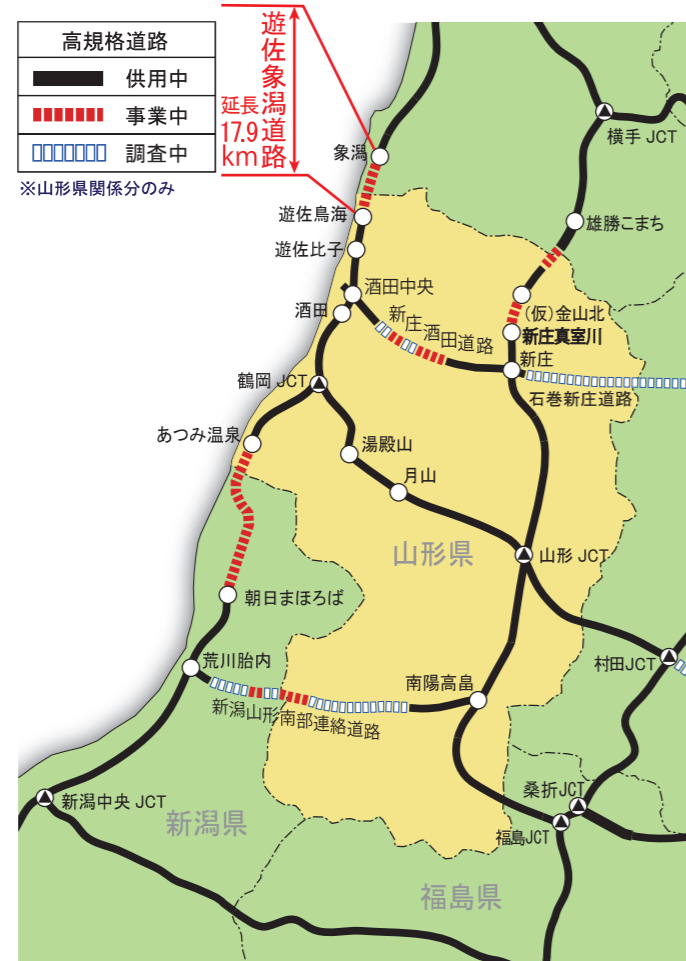 高規格道路
供用中
事業中
調査中
※山形県関係分のみ
遊佐象潟道路
延長
17.9
km
象潟
遊佐鳥海
遊佐比子
酒田中央
酒田
新庄酒田道路
横手 JCT
雄勝こまち
(仮)金山北
新庄真室川
新庄
石巻新庄道路
鶴岡 JCT
あつみ温泉
湯殿山
月山
山形県
山形 JCT
朝日まほろば
荒川胎内
新潟山形南部連絡道路
南陽高畠
村田JCT
桑折JCT
福島JCT
新潟中央 JCT
新潟県
福島県